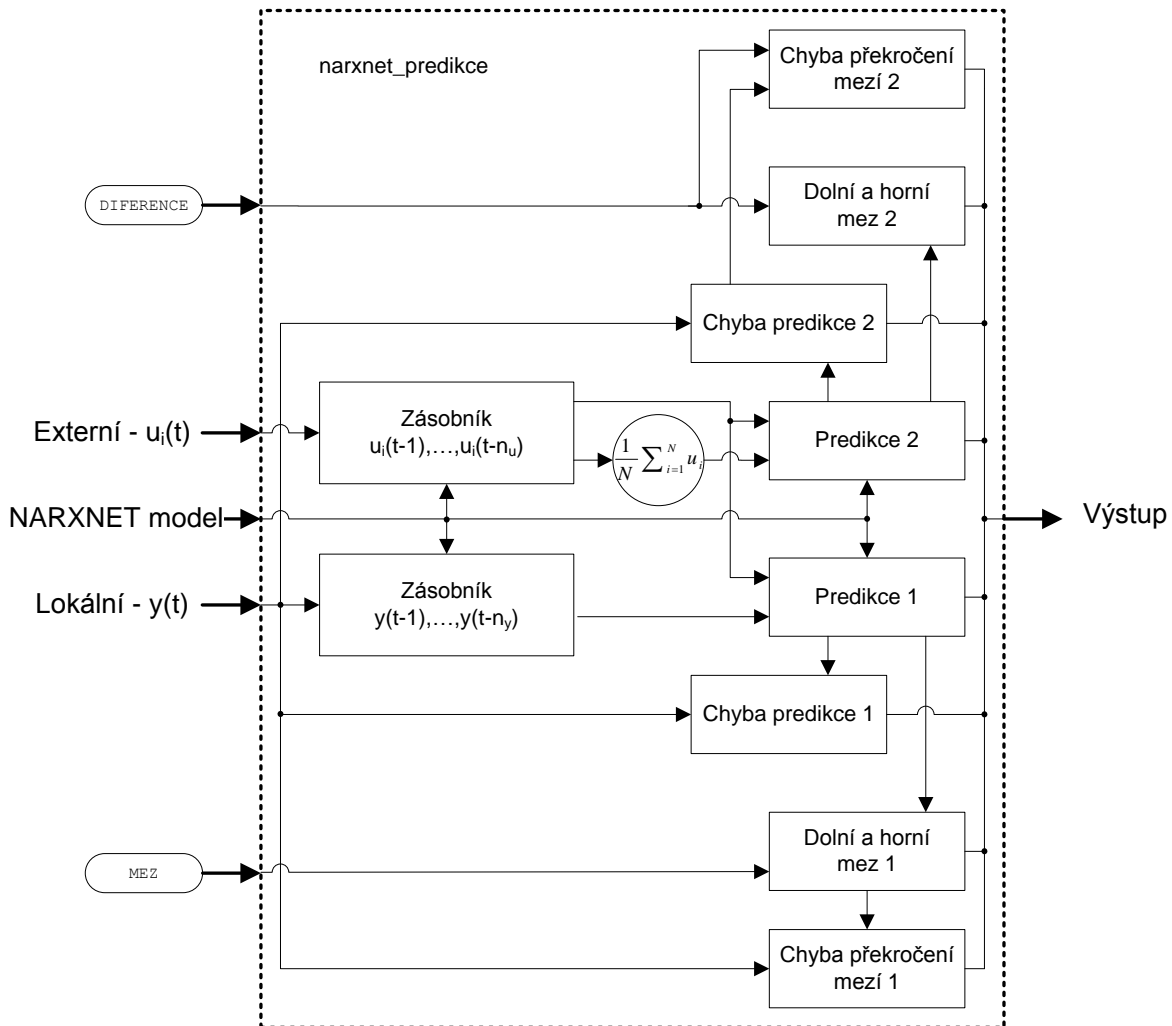 narxnet_predikce
Chyba překročení
mezí 2
DIFERENCE
Dolní a horní
mez 2
Chyba predikce 2
Externí - uᵢ(t)
Zásobník
uᵢ(t-1),…,uᵢ(t-nᵤ)
1/N ∑ᵢ₌₁ᴺ uᵢ
Predikce 2
NARXNET model
Výstup
Lokální - y(t)
Zásobník
y(t-1),…,y(t-n_y)
Predikce 1
Chyba predikce 1
MEZ
Dolní a horní
mez 1
Chyba překročení
mezí 1